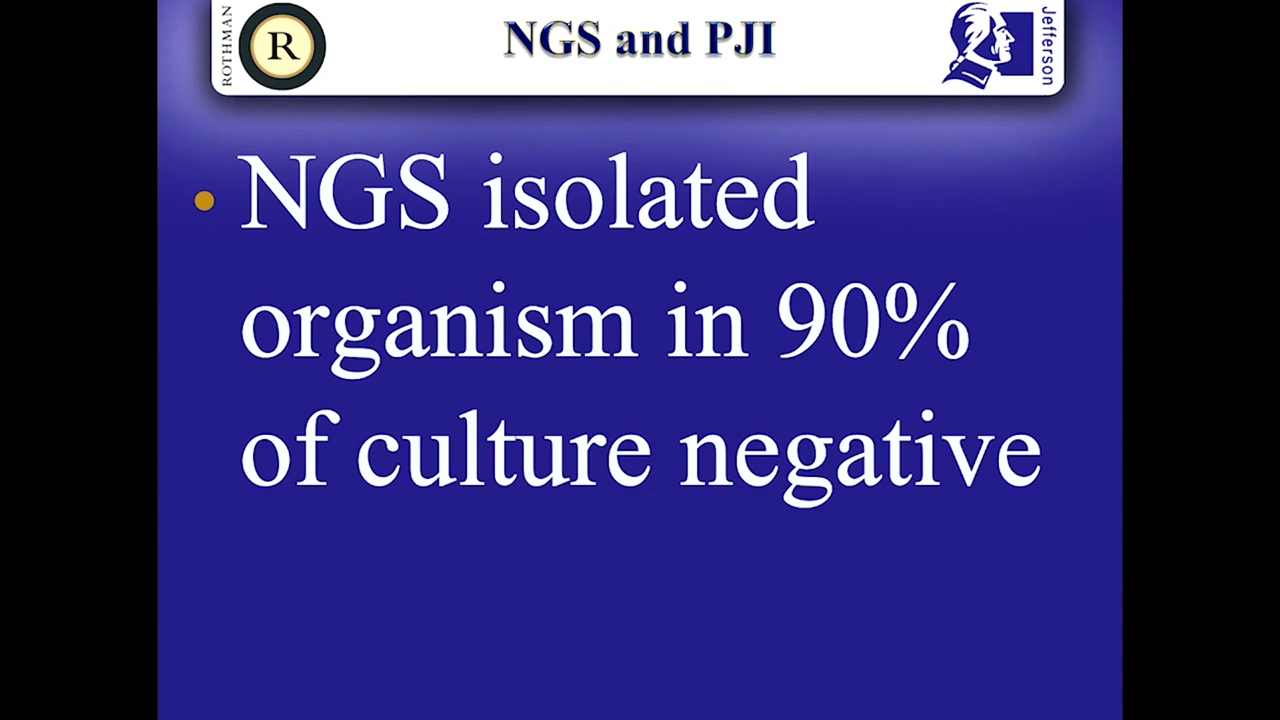 ROTHMAN
R
NGS and PJI
Jefferson
• NGS isolated
organism in 90%
of culture negative